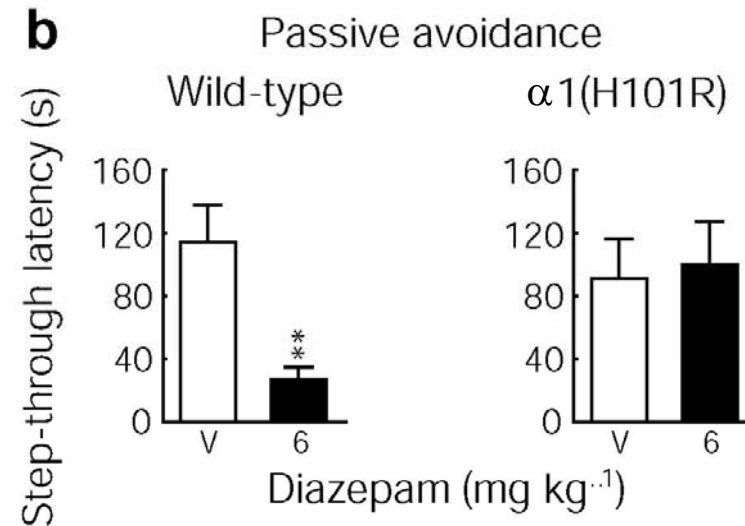 b
Passive avoidance
Wild-type
α1(H101R)
Step-through latency (s)
160
120
80
40
0
**
V
6
160
120
80
40
0
V
6
Diazepam (mg kg⁻¹)